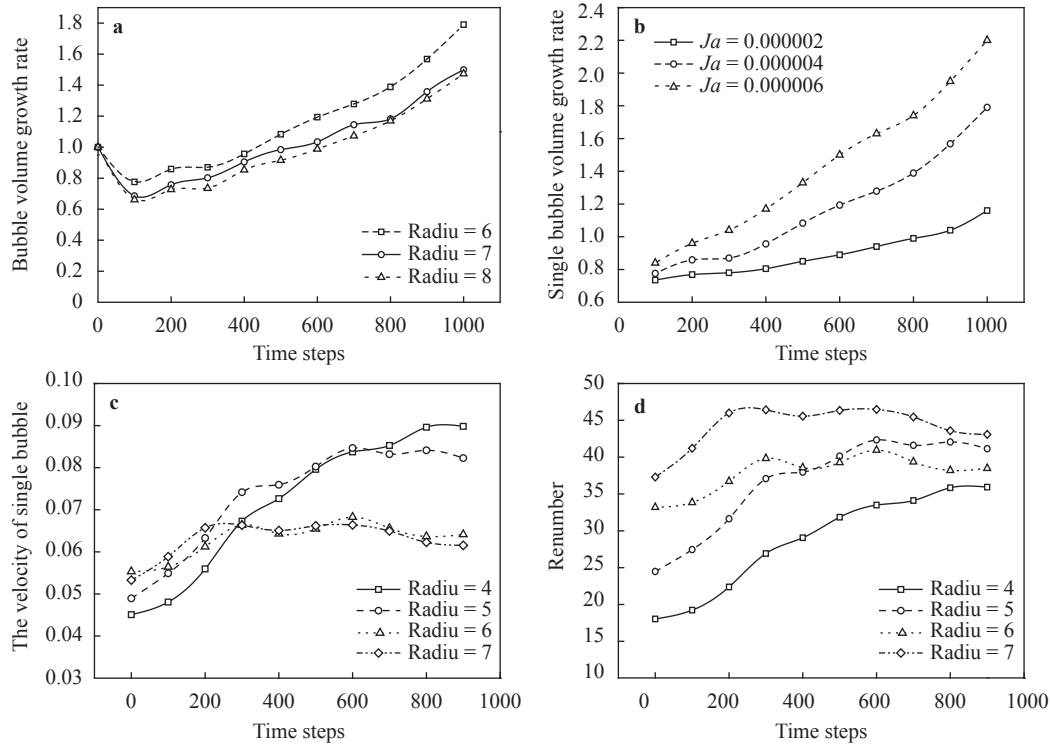 a
Bubble volume growth rate
1.8
1.6
1.4
1.2
1.0
0.8
0.6
0.4
0.2
0
0 200 400 600 800 1000
Time steps
Radiu = 6
Radiu = 7
Radiu = 8
b
Single bubble volume growth rate
2.4
2.2
2.0
1.8
1.6
1.4
1.2
1.0
0.8
0.6
0 200 400 600 800 1000
Time steps
Ja = 0.000002
Ja = 0.000004
Ja = 0.000006
c
The velocity of single bubble
0.10
0.09
0.08
0.07
0.06
0.05
0.04
0.03
0 200 400 600 800 1000
Time steps
Radiu = 4
Radiu = 5
Radiu = 6
Radiu = 7
d
Renumber
50
45
40
35
30
25
20
15
10
0 200 400 600 800 1000
Time steps
Radiu = 4
Radiu = 5
Radiu = 6
Radiu = 7